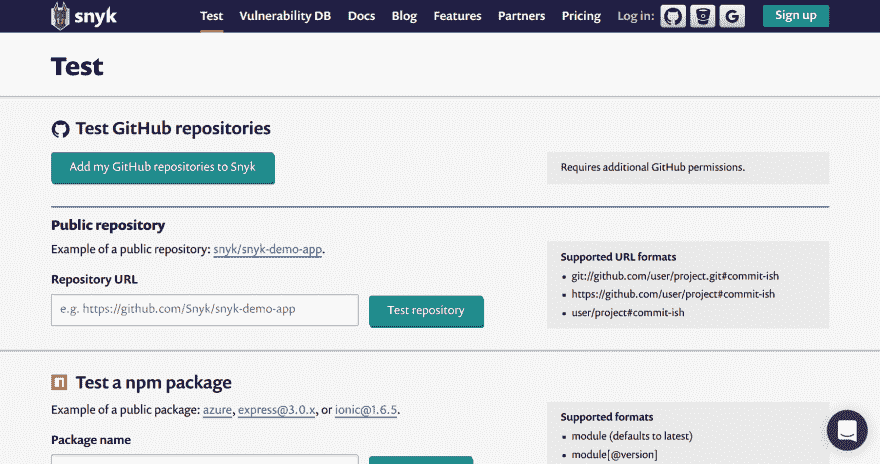 snyk Test Vulnerability DB Docs Blog Features Partners Pricing Log in: G Sign up
Test
Test GitHub repositories
Add my GitHub repositories to Snyk
Requires additional GitHub permissions.
Public repository
Example of a public repository: snyk/snyk-demo-app.
Repository URL
e.g. https://github.com/Snyk/snyk-demo-app
Test repository
Supported URL formats
• git://github.com/user/project.git#commit-ish
• https://github.com/user/project#commit-ish
• user/project#commit-ish
Test a npm package
Example of a public package: azure, express@3.0.x, or ionic@1.6.5.
Package name
Supported formats
• module (defaults to latest)
• module[@version]